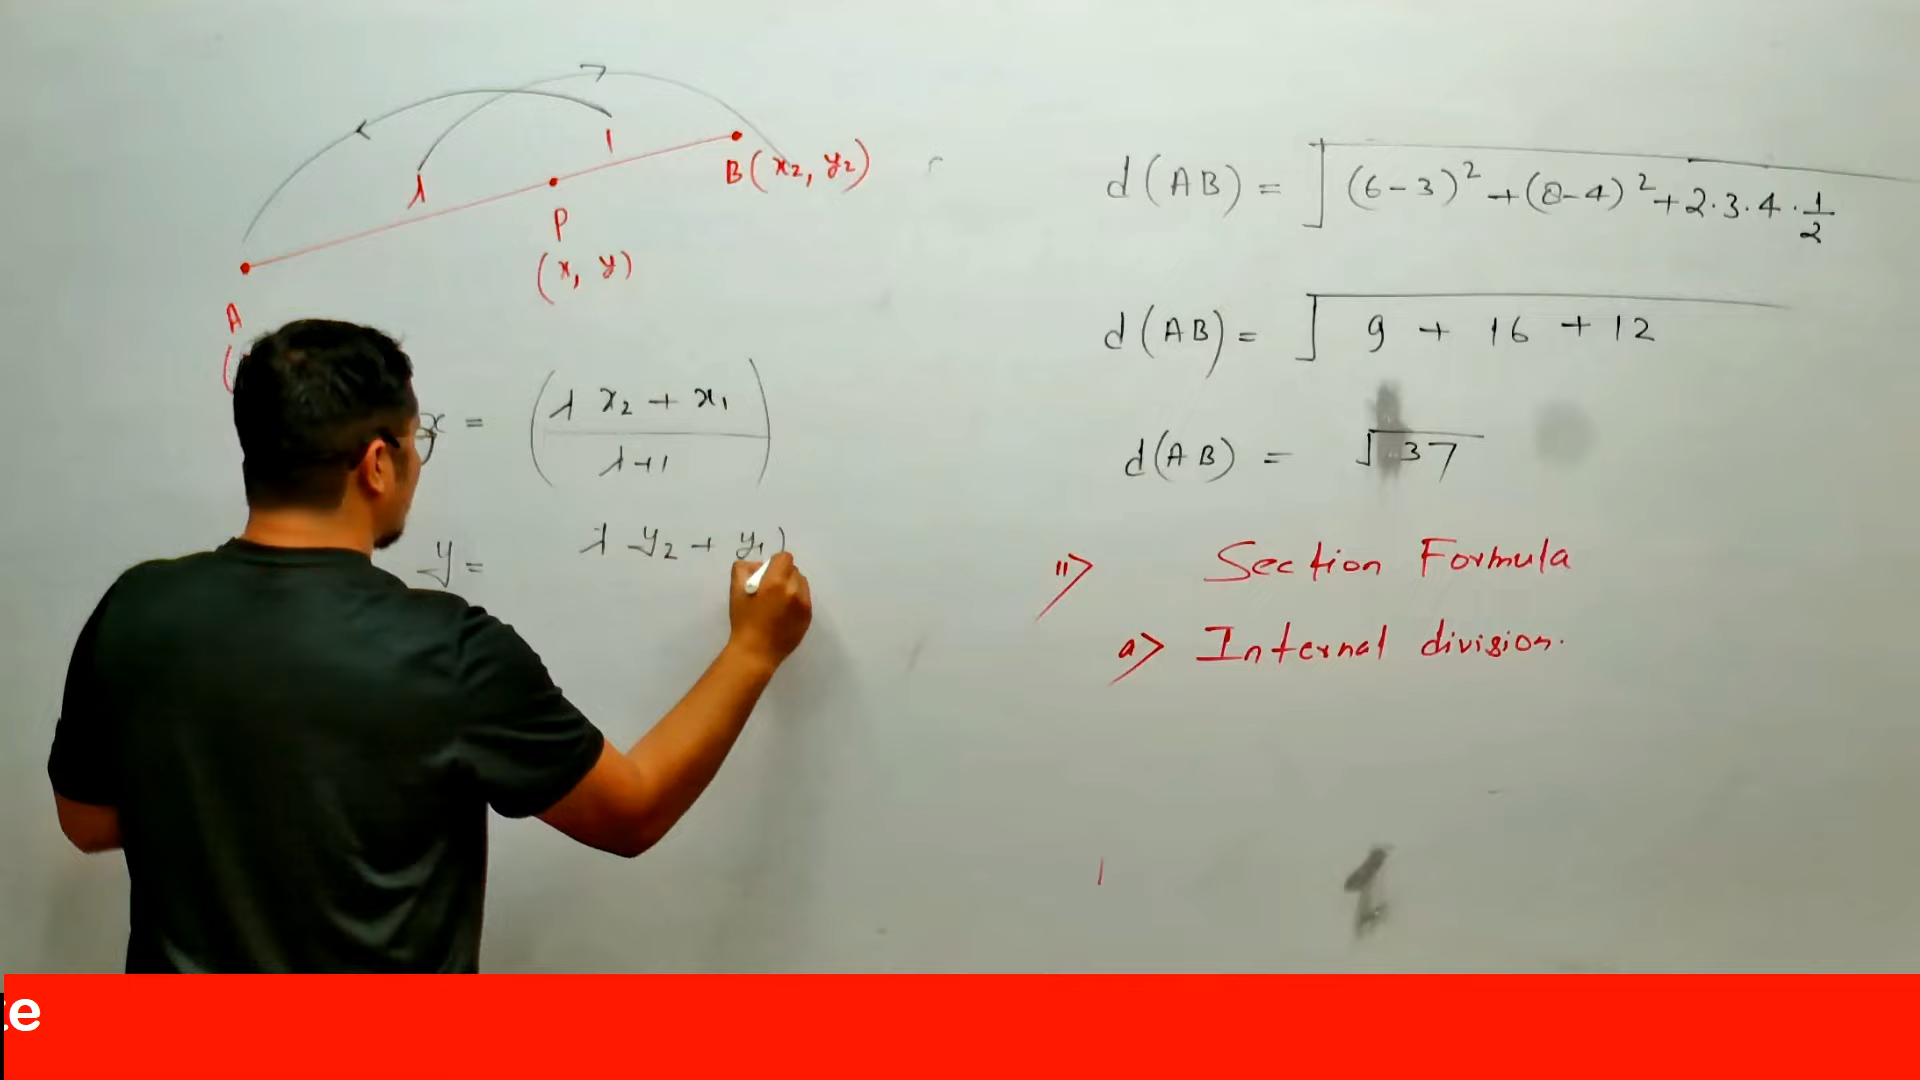 λ
1
B(x₂, y₂)
P
(x, y)
A
(
x = (λ x₂ + x₁ / λ+1)
y = λ y₂ + y₁)
d(AB) = √(6-3)² + (8-4)² + 2·3·4·1/2
d(AB) = √9 + 16 + 12
d(AB) = √37
ii> Section Formula
a> Internal division.
te